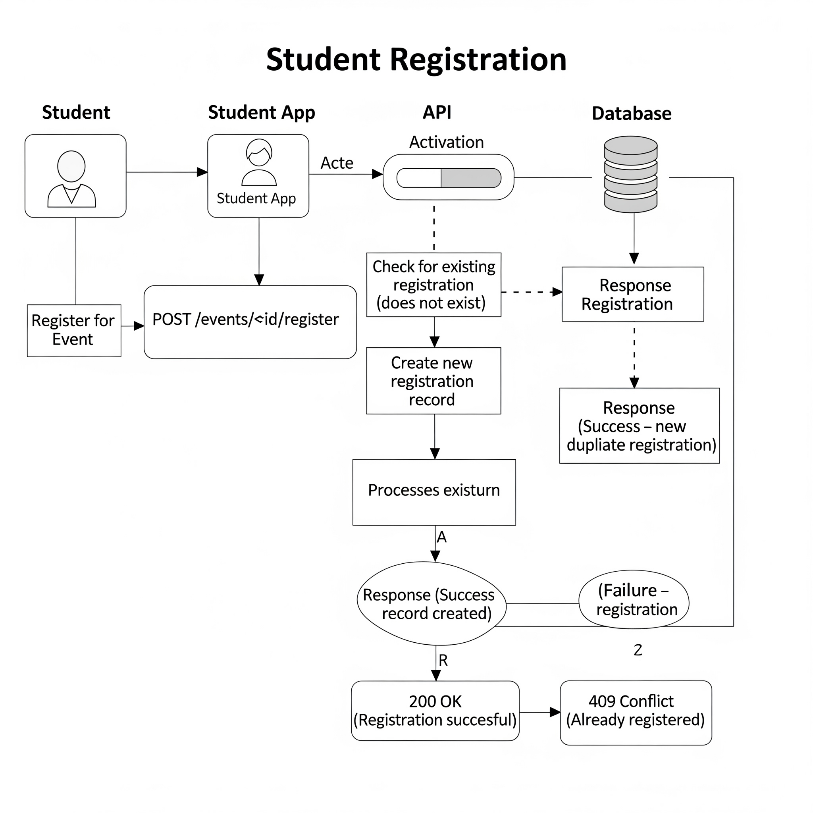 Student Registration
Student
Student App
API
Database
Activation
Acte
Student App
Check for existing
registration
(does not exist)
Response
Registration
Register for
Event
POST /events/<id/register
Create new
registration
record
Response
(Success – new
dupliate registration)
Processes existurn
A
Response (Success
record created)
(Failure –
registration
2
R
200 OK
(Registration succesful)
409 Conflict
(Already registered)